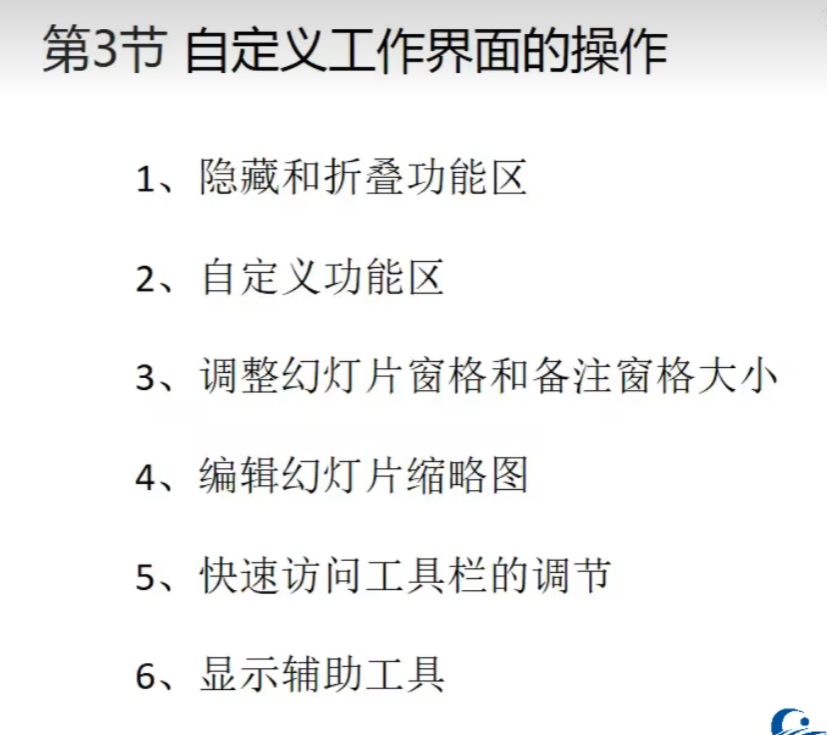 第3节 自定义工作界面的操作
1、隐藏和折叠功能区
2、自定义功能区
3、调整幻灯片窗格和备注窗格大小
4、编辑幻灯片缩略图
5、快速访问工具栏的调节
6、显示辅助工具